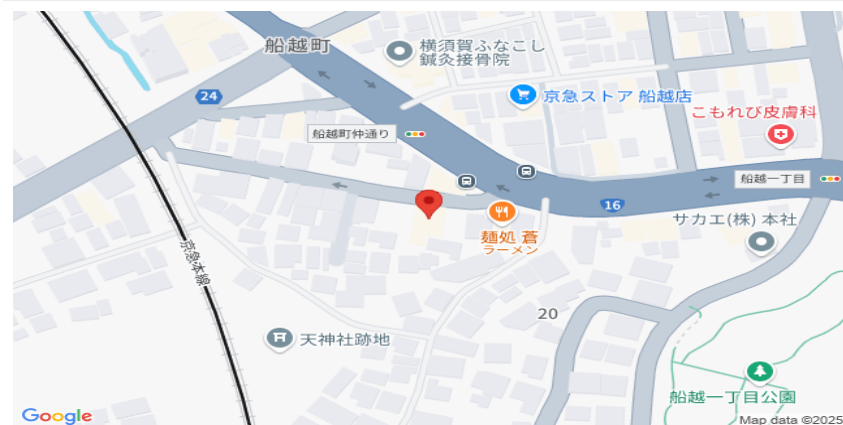 船越町
横須賀ふなこし
鍼灸接骨院
24
京急ストア 船越店
こもれび皮膚科
船越町仲通り
船越一丁目
16
麺処 蒼
ラーメン
サカエ(株) 本社
京急本線
20
天神社跡地
船越一丁目公園
Google
Map data ©2025